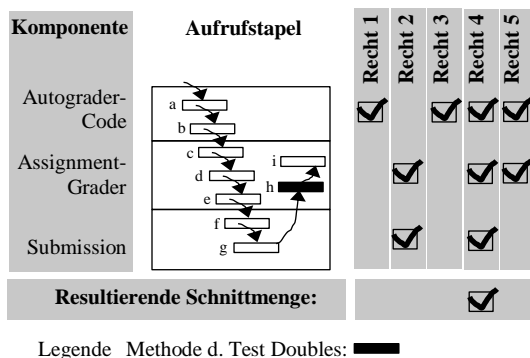 Komponente Aufrufstapel Recht 1 Recht 2 Recht 3 Recht 4 Recht 5
Autograder-
Code
a
b
Assignment-
Grader
c
d
e
i
h
Submission
f
g
Resultierende Schnittmenge:
Legende Methode d. Test Doubles: